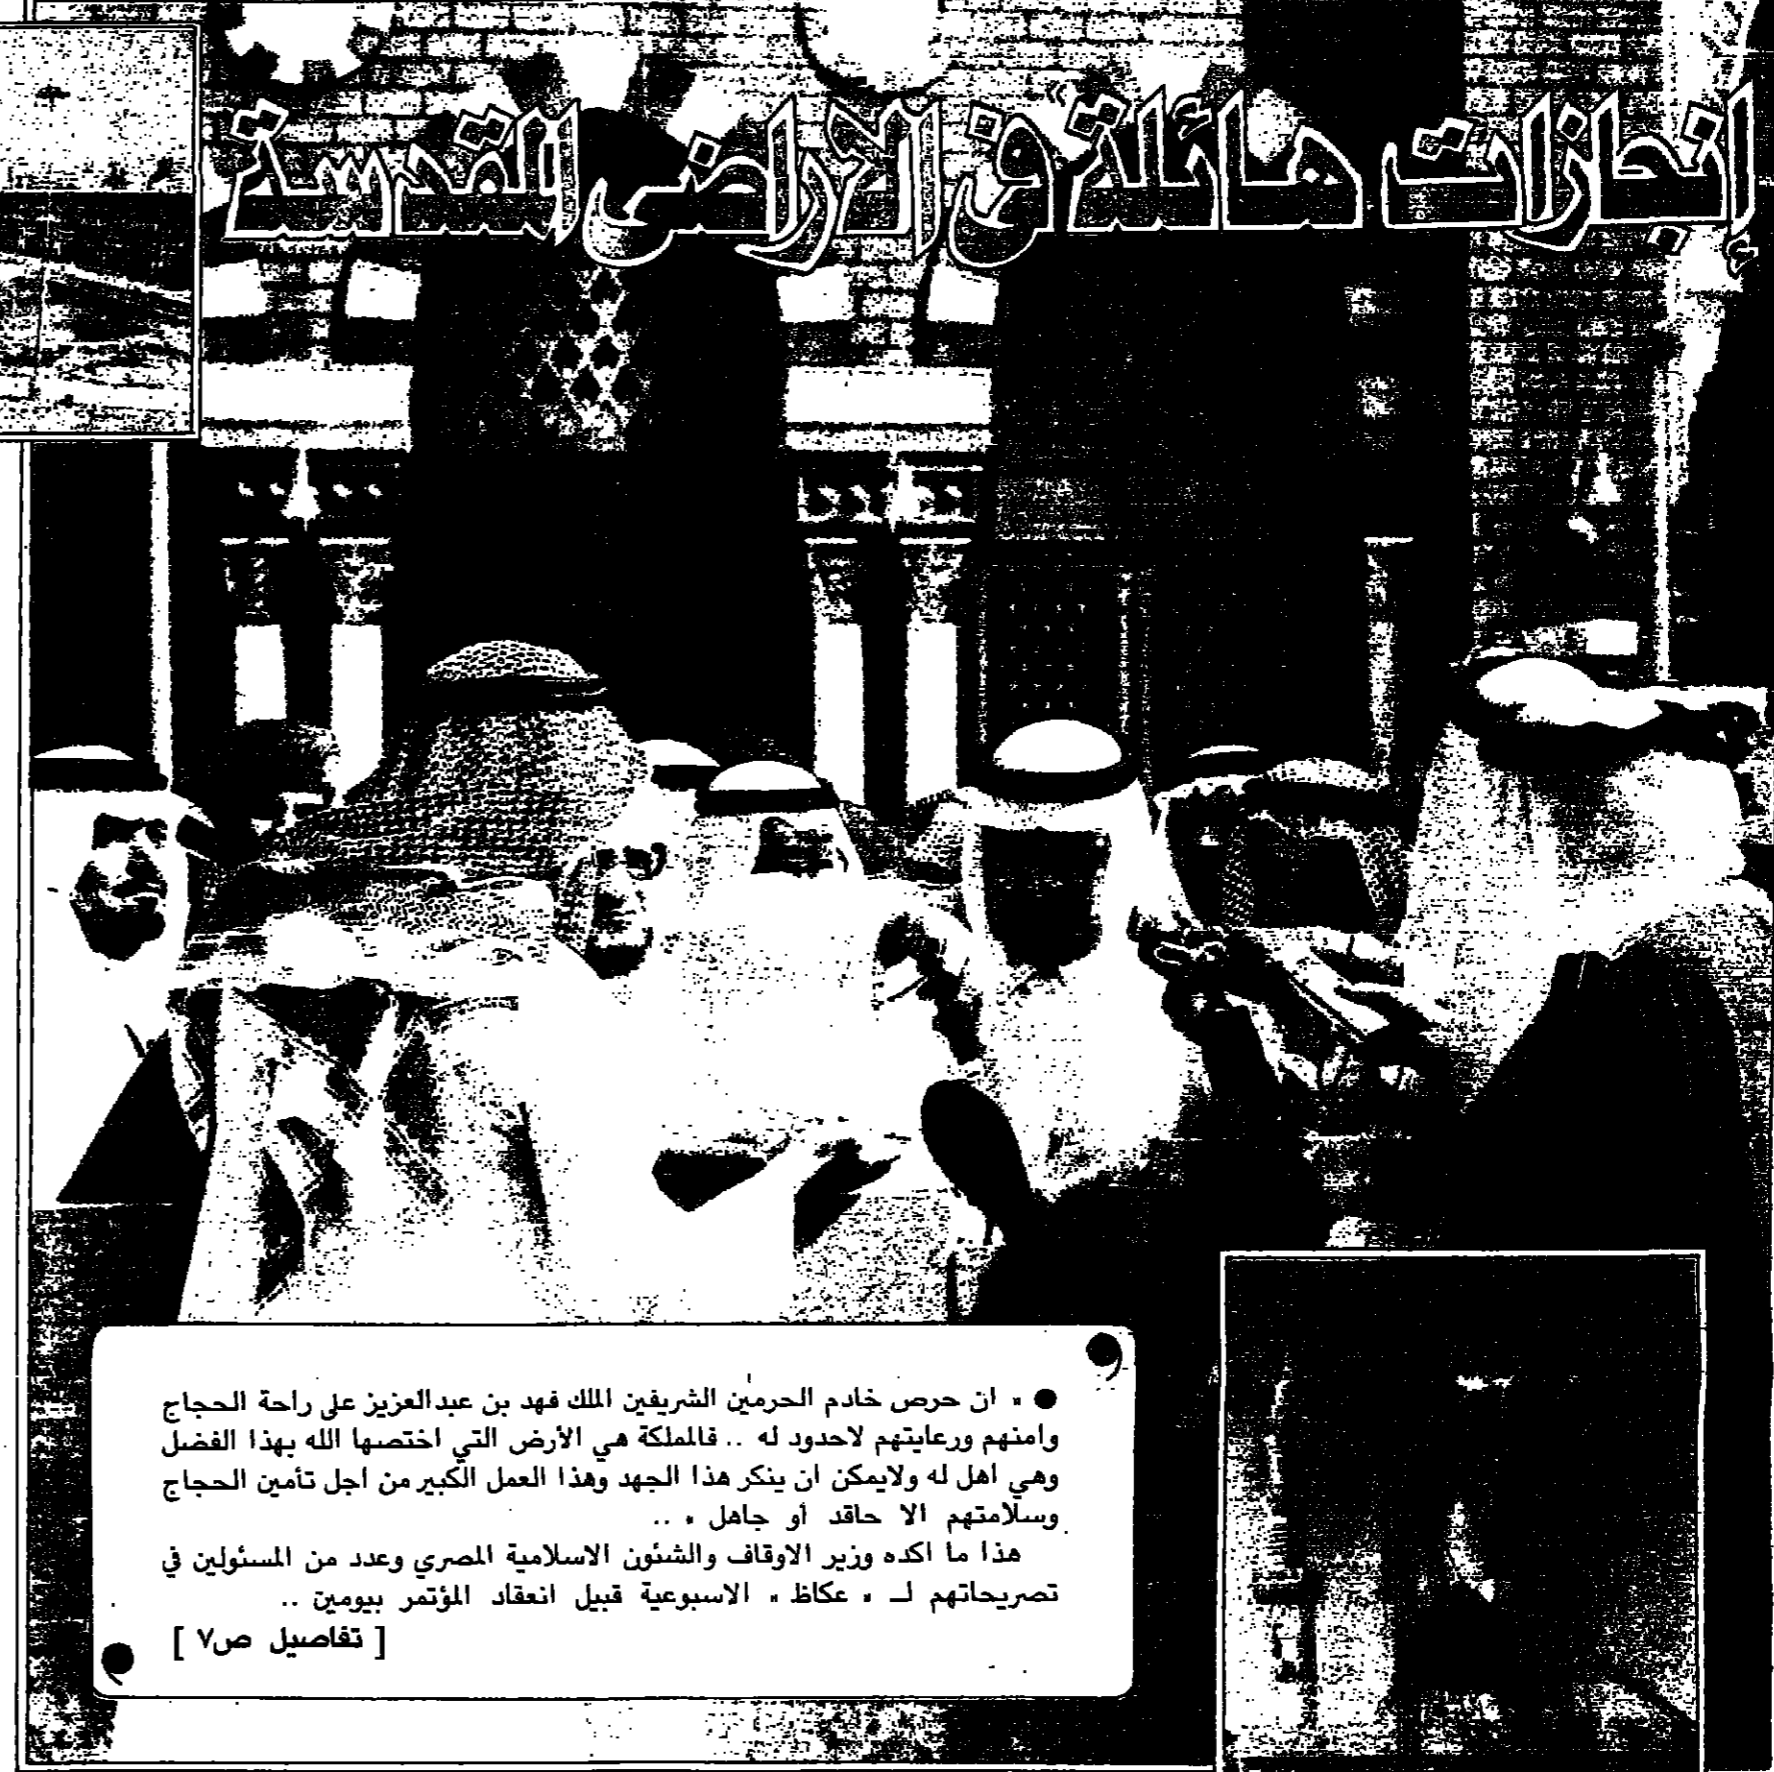 إنجازات هائلة في الأراضي المقدسة
● « ان حرص خادم الحرمين الشريفين الملك فهد بن عبدالعزيز على راحة الحجاج
وامنهم ورعايتهم لاحدود له .. فالمملكة هي الأرض التي اختصها الله بهذا الفضل
وهي اهل له ولايمكن ان ينكر هذا الجهد وهذا العمل الكبير من اجل تأمين الحجاج
وسلامتهم الا حاقد أو جاهل » ..
هذا ما اكده وزير الاوقاف والشئون الاسلامية المصري وعدد من المسئولين في
تصريحاتهم لـ « عكاظ » الاسبوعية قبيل انعقاد المؤتمر بيومين ..
[ تفاصيل ص٧ ]